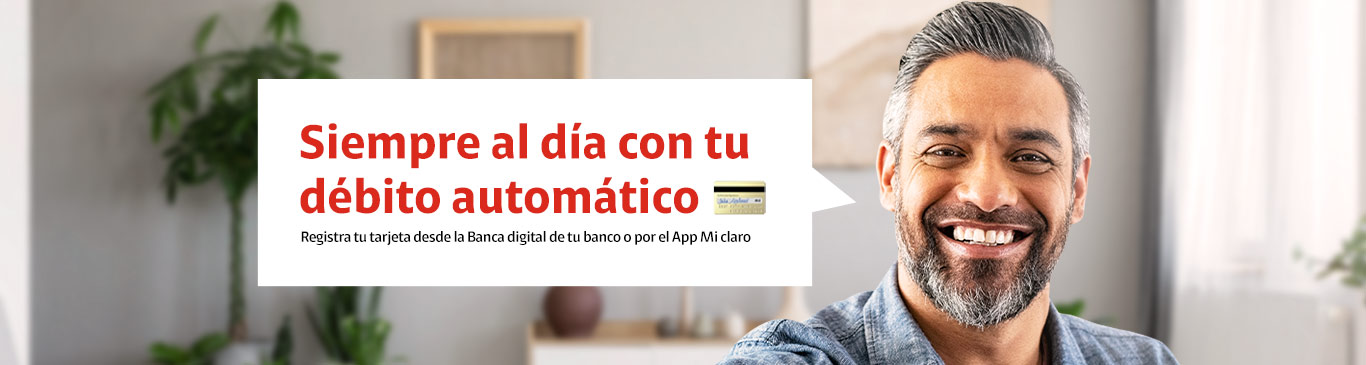 Siempre al día con tu
débito automático
Registra tu tarjeta desde la Banca digital de tu banco o por el App Mi claro